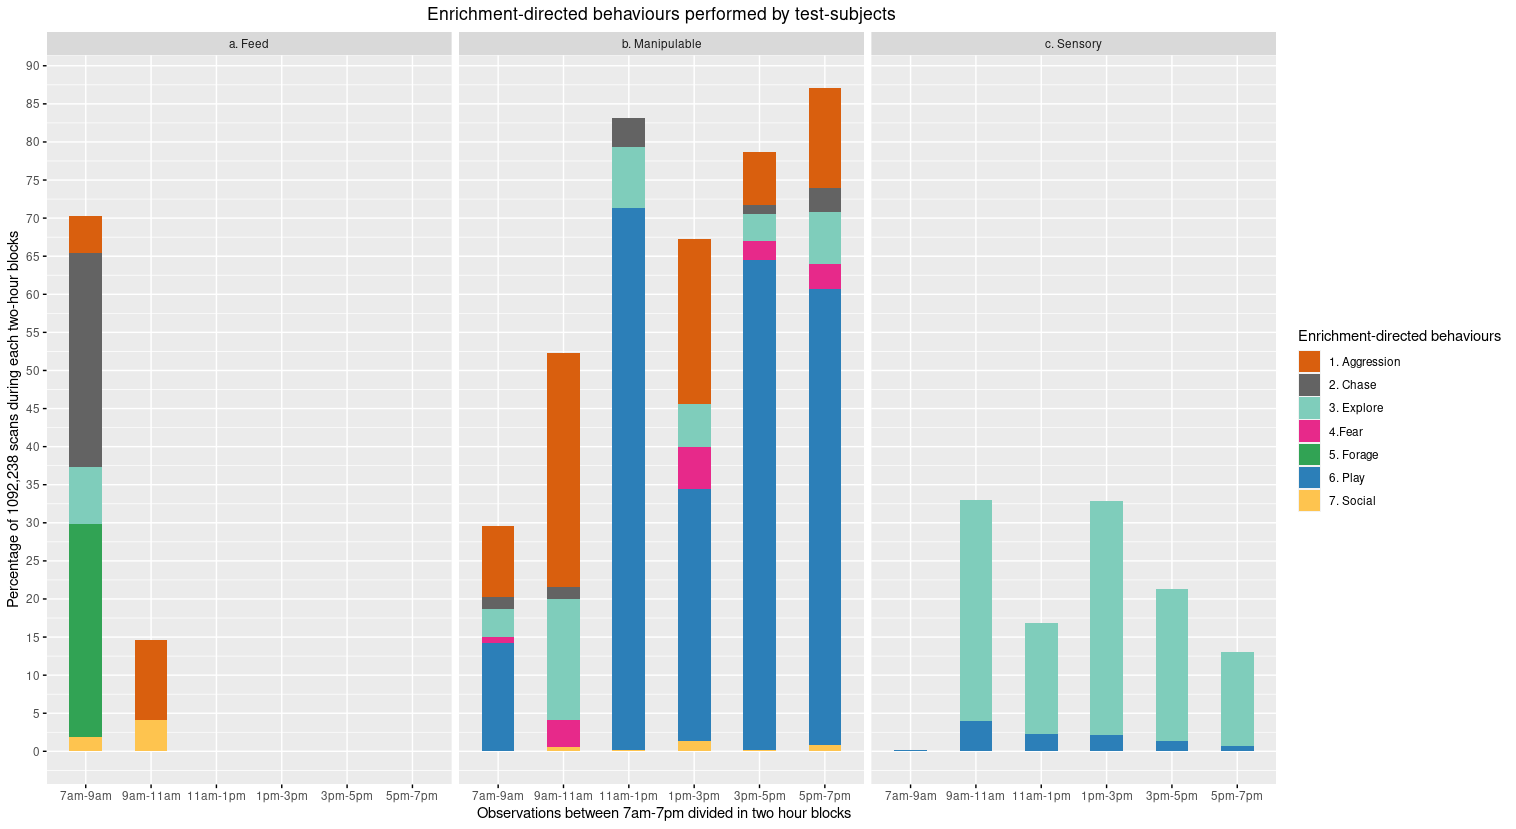 Enrichment-directed behaviours performed by test-subjects
a. Feed
b. Manipulable
c. Sensory
Percentage of 1092,238 scans during each two-hour blocks
90
85
80
75
70
65
60
55
50
45
40
35
30
25
20
15
10
5
0
7am-9am 9am-11am 11am-1pm 1pm-3pm 3pm-5pm 5pm-7pm
7am-9am 9am-11am 11am-1pm 1pm-3pm 3pm-5pm 5pm-7pm
7am-9am 9am-11am 11am-1pm 1pm-3pm 3pm-5pm 5pm-7pm
Observations between 7am-7pm divided in two hour blocks
Enrichment-directed behaviours
1. Aggression
2. Chase
3. Explore
4.Fear
5. Forage
6. Play
7. Social